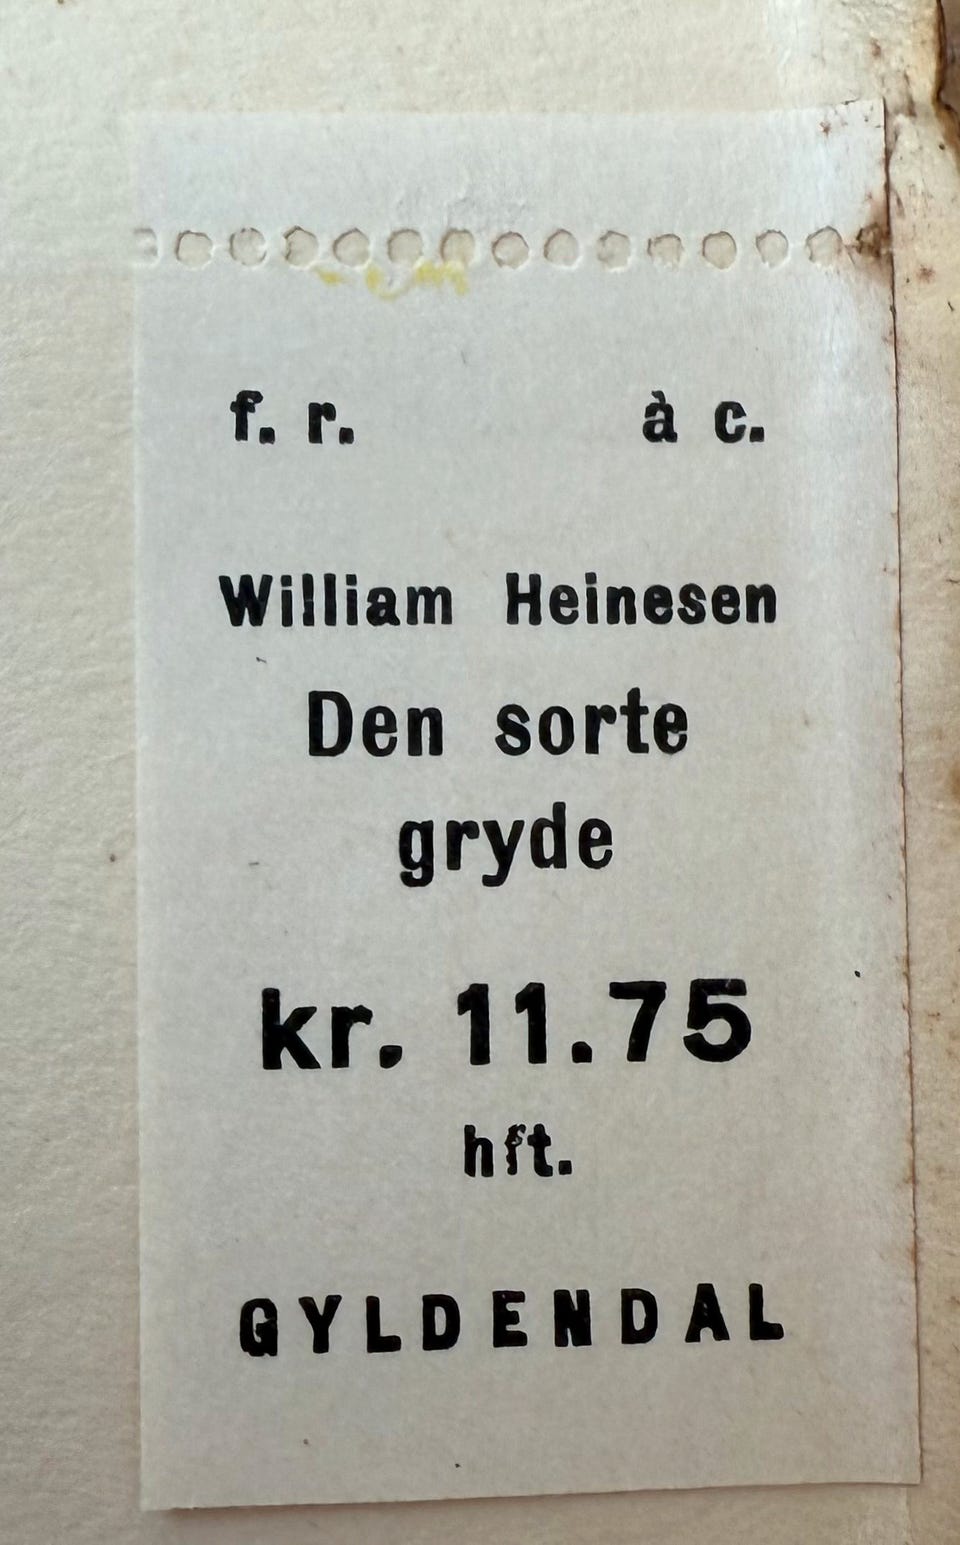 f. r. à c.
William Heinesen
Den sorte
gryde
kr. 11.75
hft.
GYLDENDAL